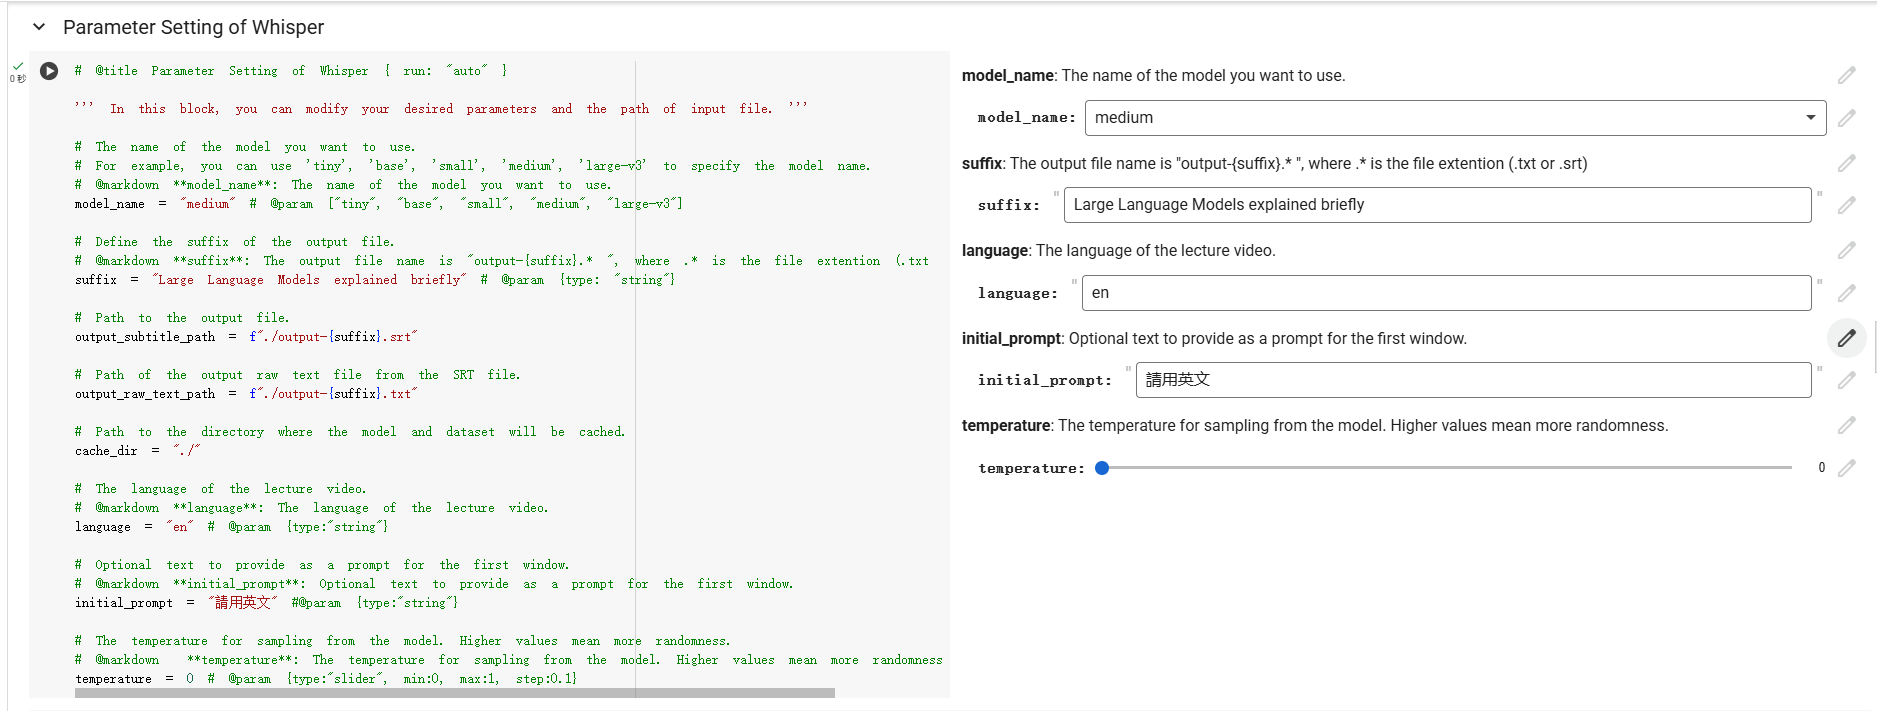 Parameter Setting of Whisper
0 秒
# @title Parameter Setting of Whisper { run: "auto" }
''' In this block, you can modify your desired parameters and the path of input file. '''
# The name of the model you want to use.
# For example, you can use 'tiny', 'base', 'small', 'medium', 'large-v3' to specify the model name.
# @markdown **model_name**: The name of the model you want to use.
model_name = "medium" # @param ["tiny", "base", "small", "medium", "large-v3"]
# Define the suffix of the output file.
# @markdown **suffix**: The output file name is "output-{suffix}.* ", where .* is the file extention (.txt
suffix = "Large Language Models explained briefly" # @param {type: "string"}
# Path to the output file.
output_subtitle_path = f"./output-{suffix}.srt"
# Path of the output raw text file from the SRT file.
output_raw_text_path = f"./output-{suffix}.txt"
# Path to the directory where the model and dataset will be cached.
cache_dir = "./"
# The language of the lecture video.
# @markdown **language**: The language of the lecture video.
language = "en" # @param {type:"string"}
# Optional text to provide as a prompt for the first window.
# @markdown **initial_prompt**: Optional text to provide as a prompt for the first window.
initial_prompt = "請用英文" #@param {type:"string"}
# The temperature for sampling from the model. Higher values mean more randomness.
# @markdown **temperature**: The temperature for sampling from the model. Higher values mean more randomness
temperature = 0 # @param {type:"slider", min:0, max:1, step:0.1}
model_name: The name of the model you want to use.
model_name: medium
suffix: The output file name is "output-{suffix}.* ", where .* is the file extention (.txt or .srt)
suffix: " Large Language Models explained briefly "
language: The language of the lecture video.
language: " en "
initial_prompt: Optional text to provide as a prompt for the first window.
initial_prompt: " 請用英文 "
temperature: The temperature for sampling from the model. Higher values mean more randomness.
temperature: 0